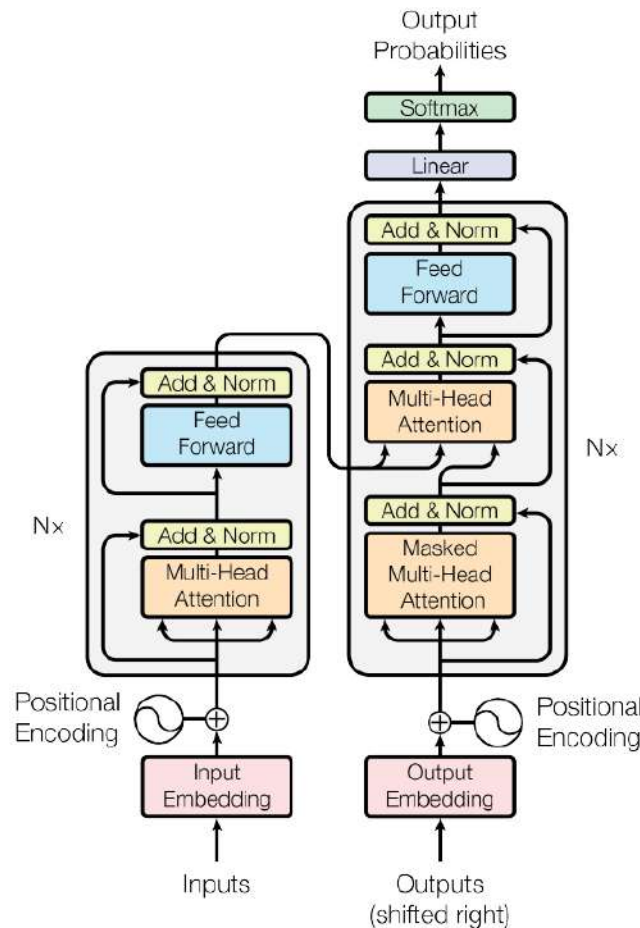 Output
Probabilities
Softmax
Linear
Add & Norm
Feed
Forward
Add & Norm
Multi-Head
Attention
Nx
Add & Norm
Masked
Multi-Head
Attention
Add & Norm
Feed
Forward
Nx
Add & Norm
Multi-Head
Attention
Positional
Encoding
Positional
Encoding
Input
Embedding
Output
Embedding
Inputs
Outputs
(shifted right)